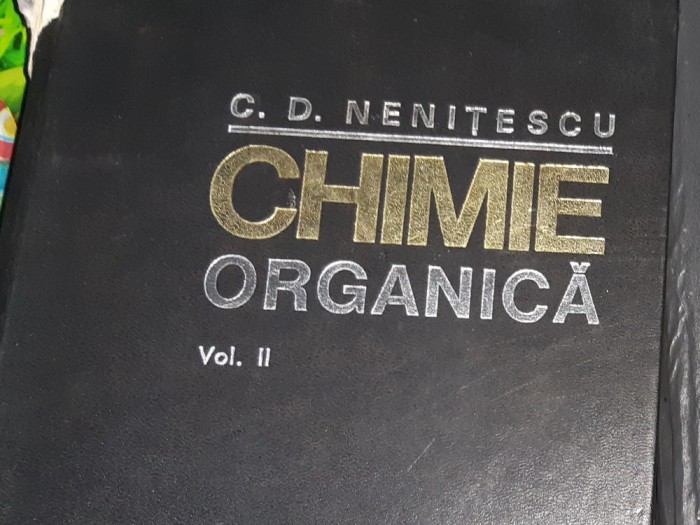 C. D. NENIȚESCU
CHIMIE
ORGANICĂ
Vol. II